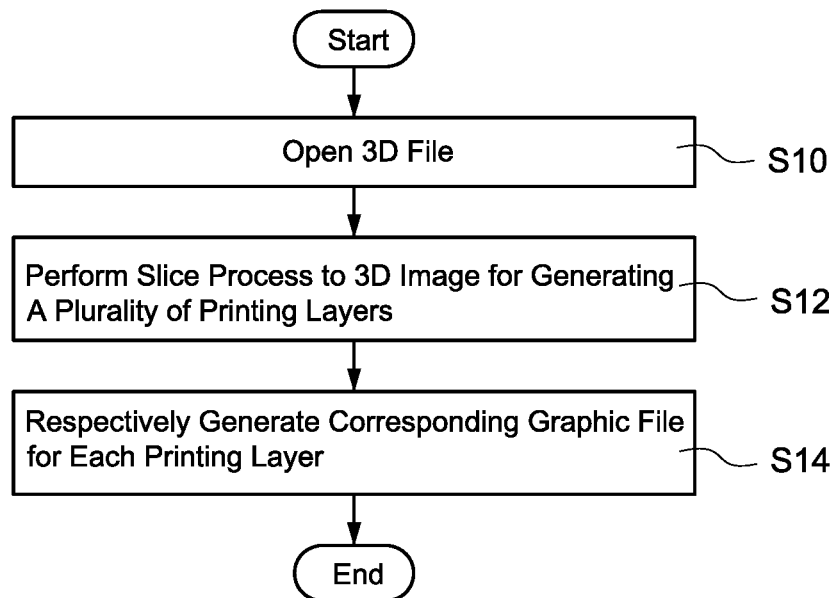 Start
Open 3D File
S10
Perform Slice Process to 3D Image for Generating
A Plurality of Printing Layers
S12
Respectively Generate Corresponding Graphic File
for Each Printing Layer
S14
End